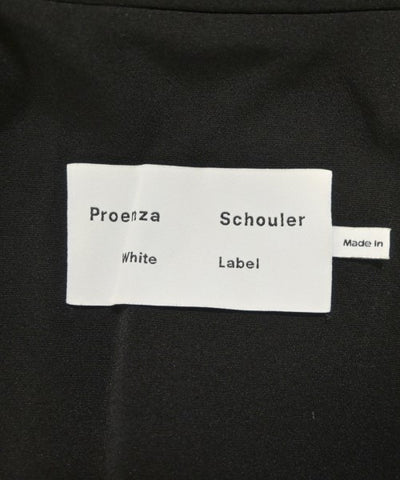 Proenza Schouler
White Label
Made in